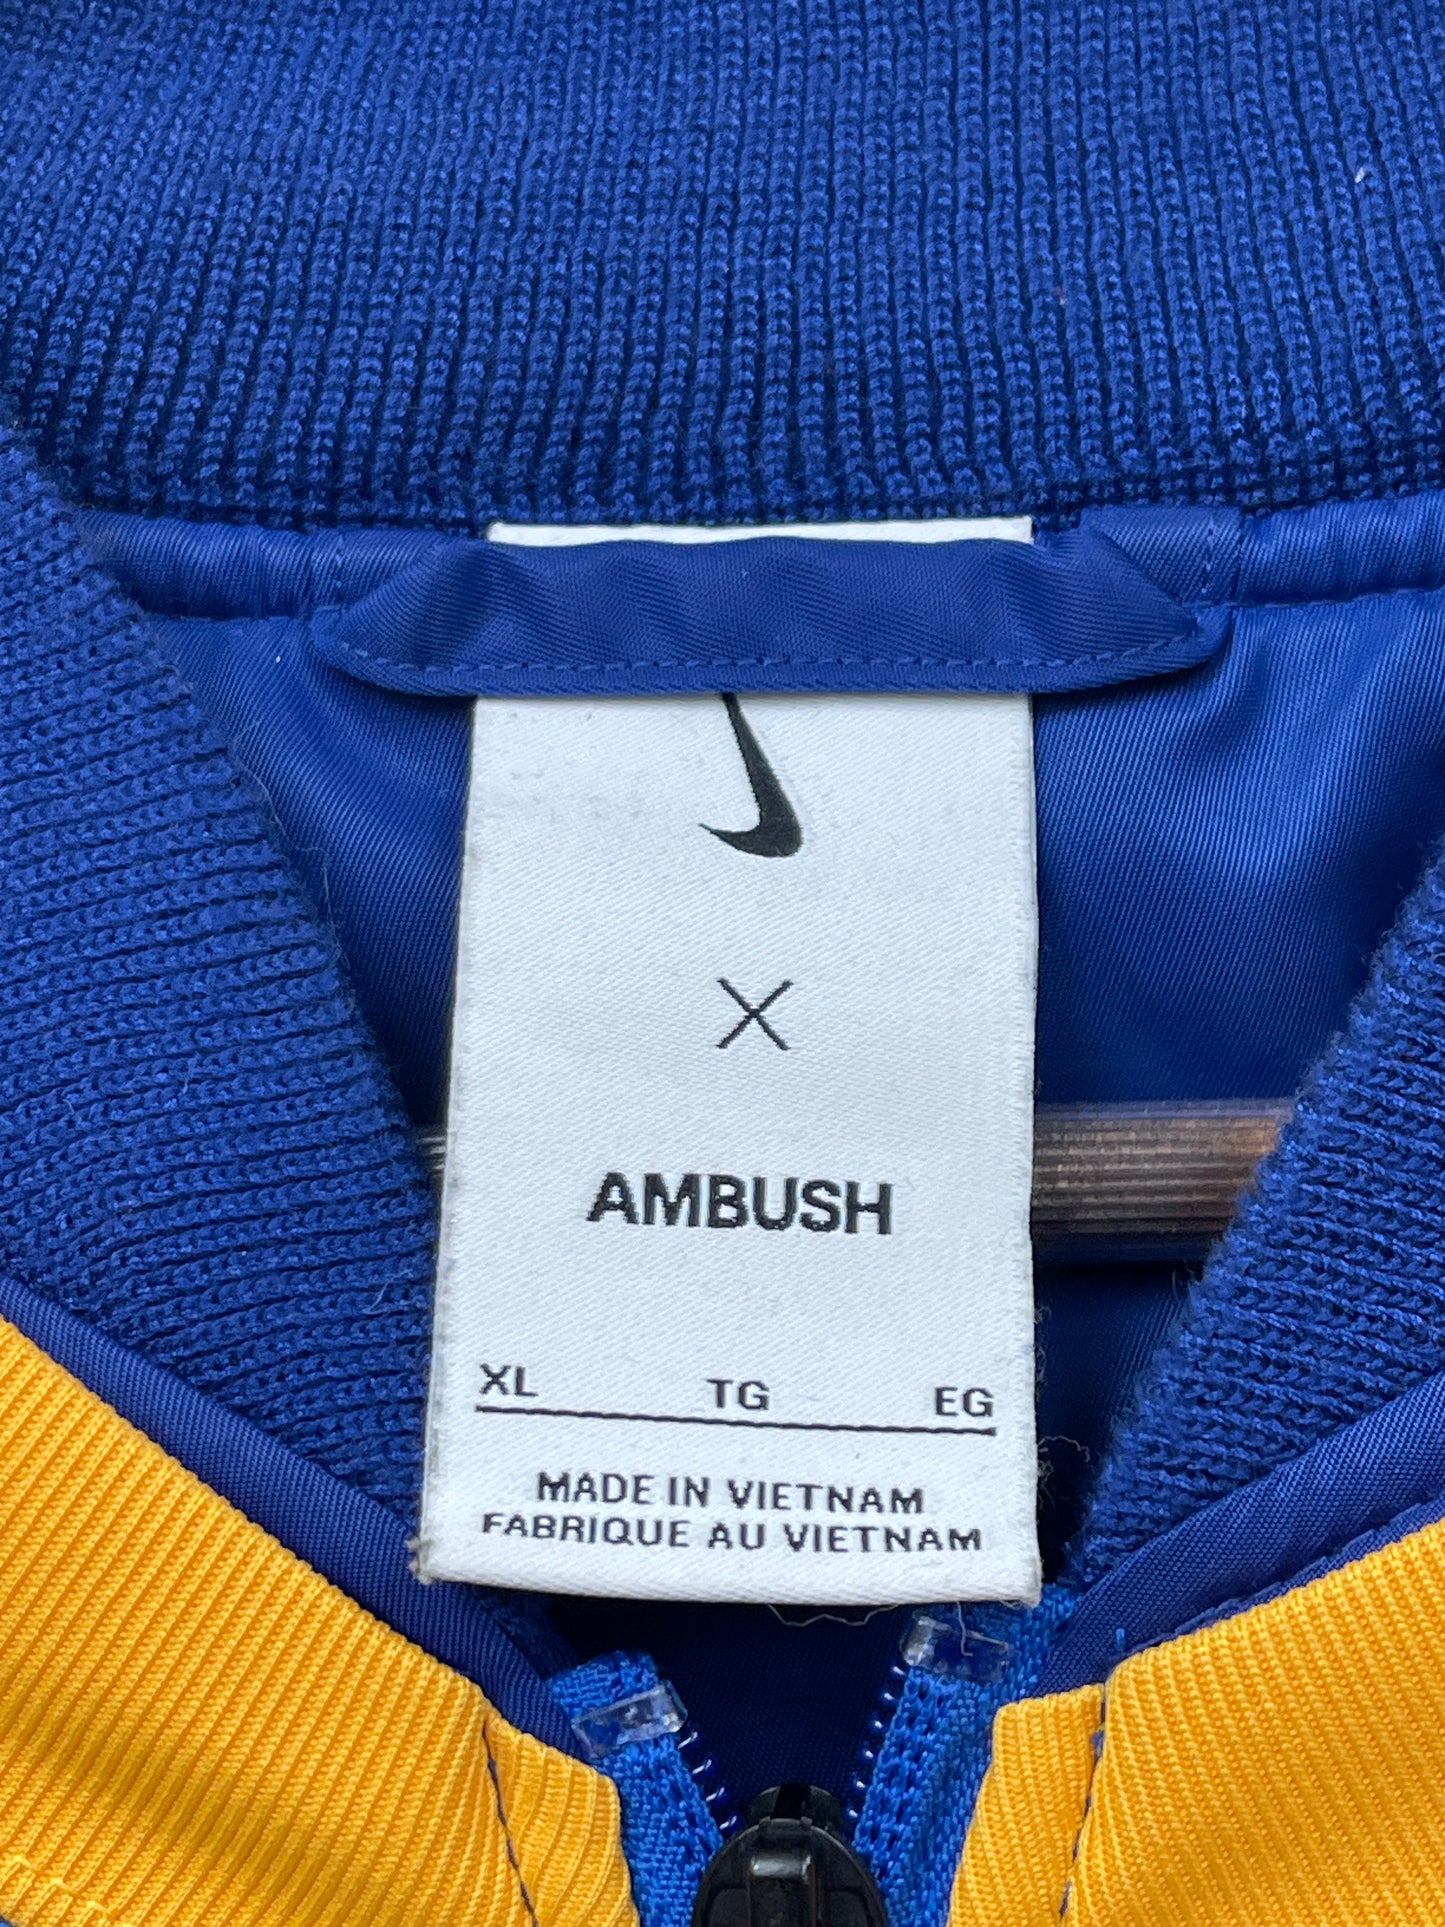 X
AMBUSH
XL TG EG
MADE IN VIETNAM
FABRIQUE AU VIETNAM